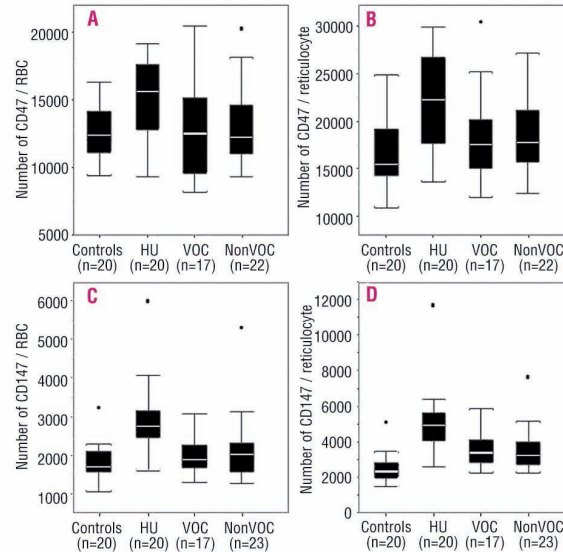 A
Number of CD47 / RBC
20000
15000
10000
5000
Controls HU VOC NonVOC
(n=20) (n=20) (n=17) (n=22)
B
Number of CD47 / reticulocyte
30000
25000
20000
15000
10000
Controls HU VOC NonVOC
(n=20) (n=20) (n=17) (n=22)
C
Number of CD147 / RBC
6000
5000
4000
3000
2000
1000
Controls HU VOC NonVOC
(n=20) (n=20) (n=17) (n=23)
D
Number of CD147 / reticulocyte
12000
10000
8000
6000
4000
2000
0
Controls HU VOC NonVOC
(n=20) (n=20) (n=17) (n=23)